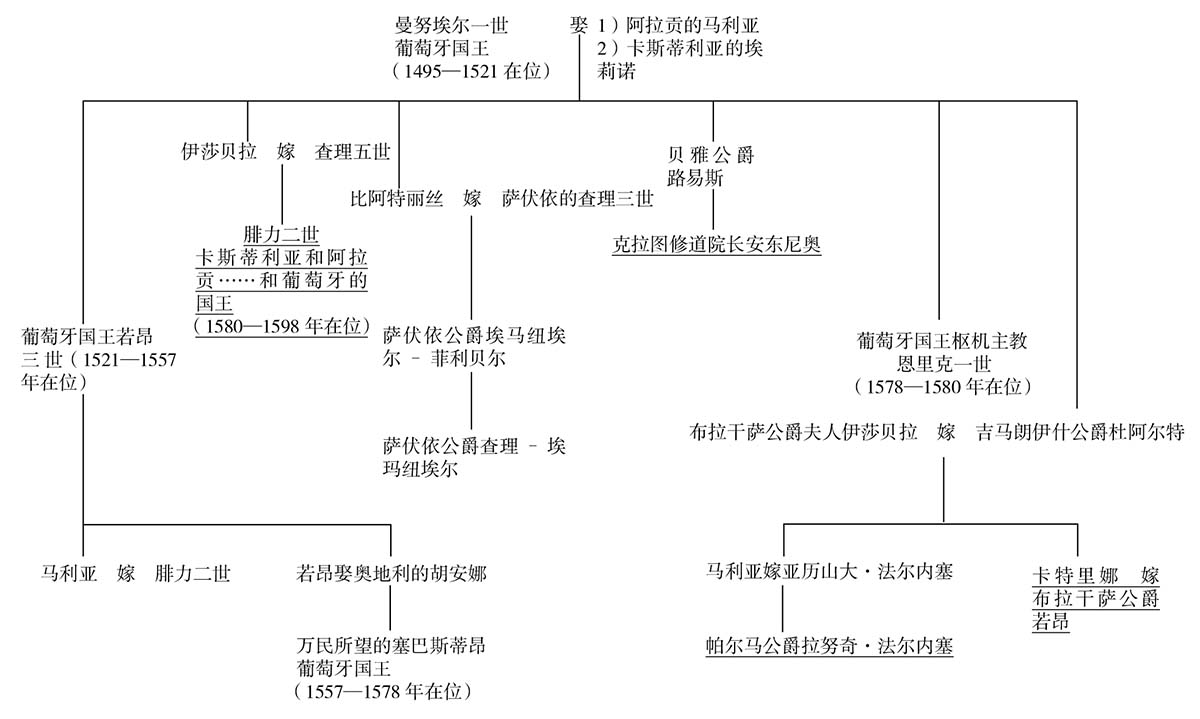 曼努埃尔一世 娶 1）阿拉贡的马利亚
葡萄牙国王 2）卡斯蒂利亚的埃
（1495—1521 在位） 莉诺
伊莎贝拉 嫁 查理五世
贝雅公爵
路易斯
比阿特丽丝 嫁 萨伏依的查理三世
腓力二世
卡斯蒂利亚和阿拉
贡……和葡萄牙的
国王
（1580—1598 年在位）
克拉图修道院长安东尼奥
葡萄牙国王若昂
三世（1521—1557
年在位）
萨伏依公爵埃马纽埃
尔－菲利贝尔
葡萄牙国王枢机主教
恩里克一世
（1578—1580 年在位）
布拉干萨公爵夫人伊莎贝拉 嫁 吉马朗伊什公爵杜阿尔特
萨伏依公爵查理－埃
玛纽埃尔
马利亚 嫁 腓力二世
若昂娶奥地利的胡安娜
马利亚嫁亚历山大·法尔内塞
卡特里娜 嫁
布拉干萨公爵
若昂
万民所望的塞巴斯蒂昂
葡萄牙国王
（1557—1578 年在位）
帕尔马公爵拉努奇·法尔内塞